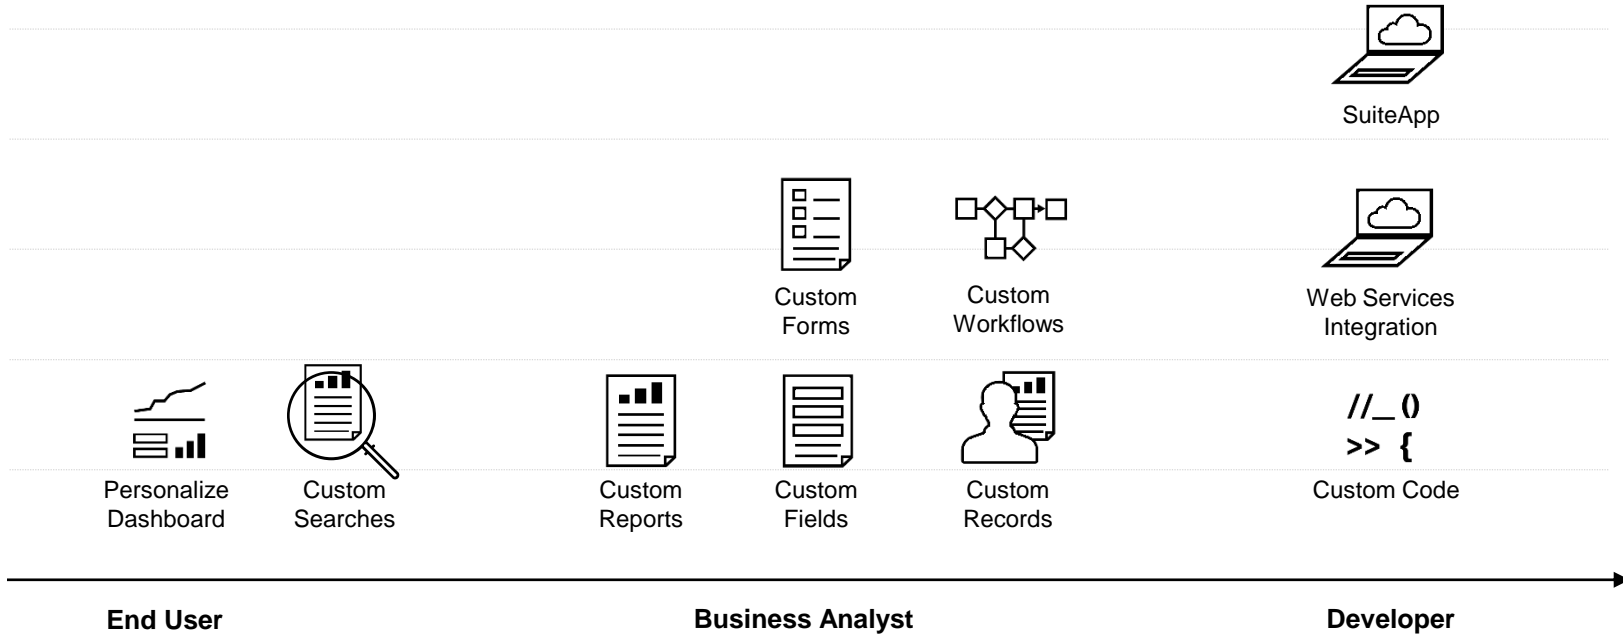 SuiteApp
Custom
Forms
Custom
Workflows
Web Services
Integration
//_ ()
>> {
Personalize
Dashboard
Custom
Searches
Custom
Reports
Custom
Fields
Custom
Records
Custom Code
End User
Business Analyst
Developer